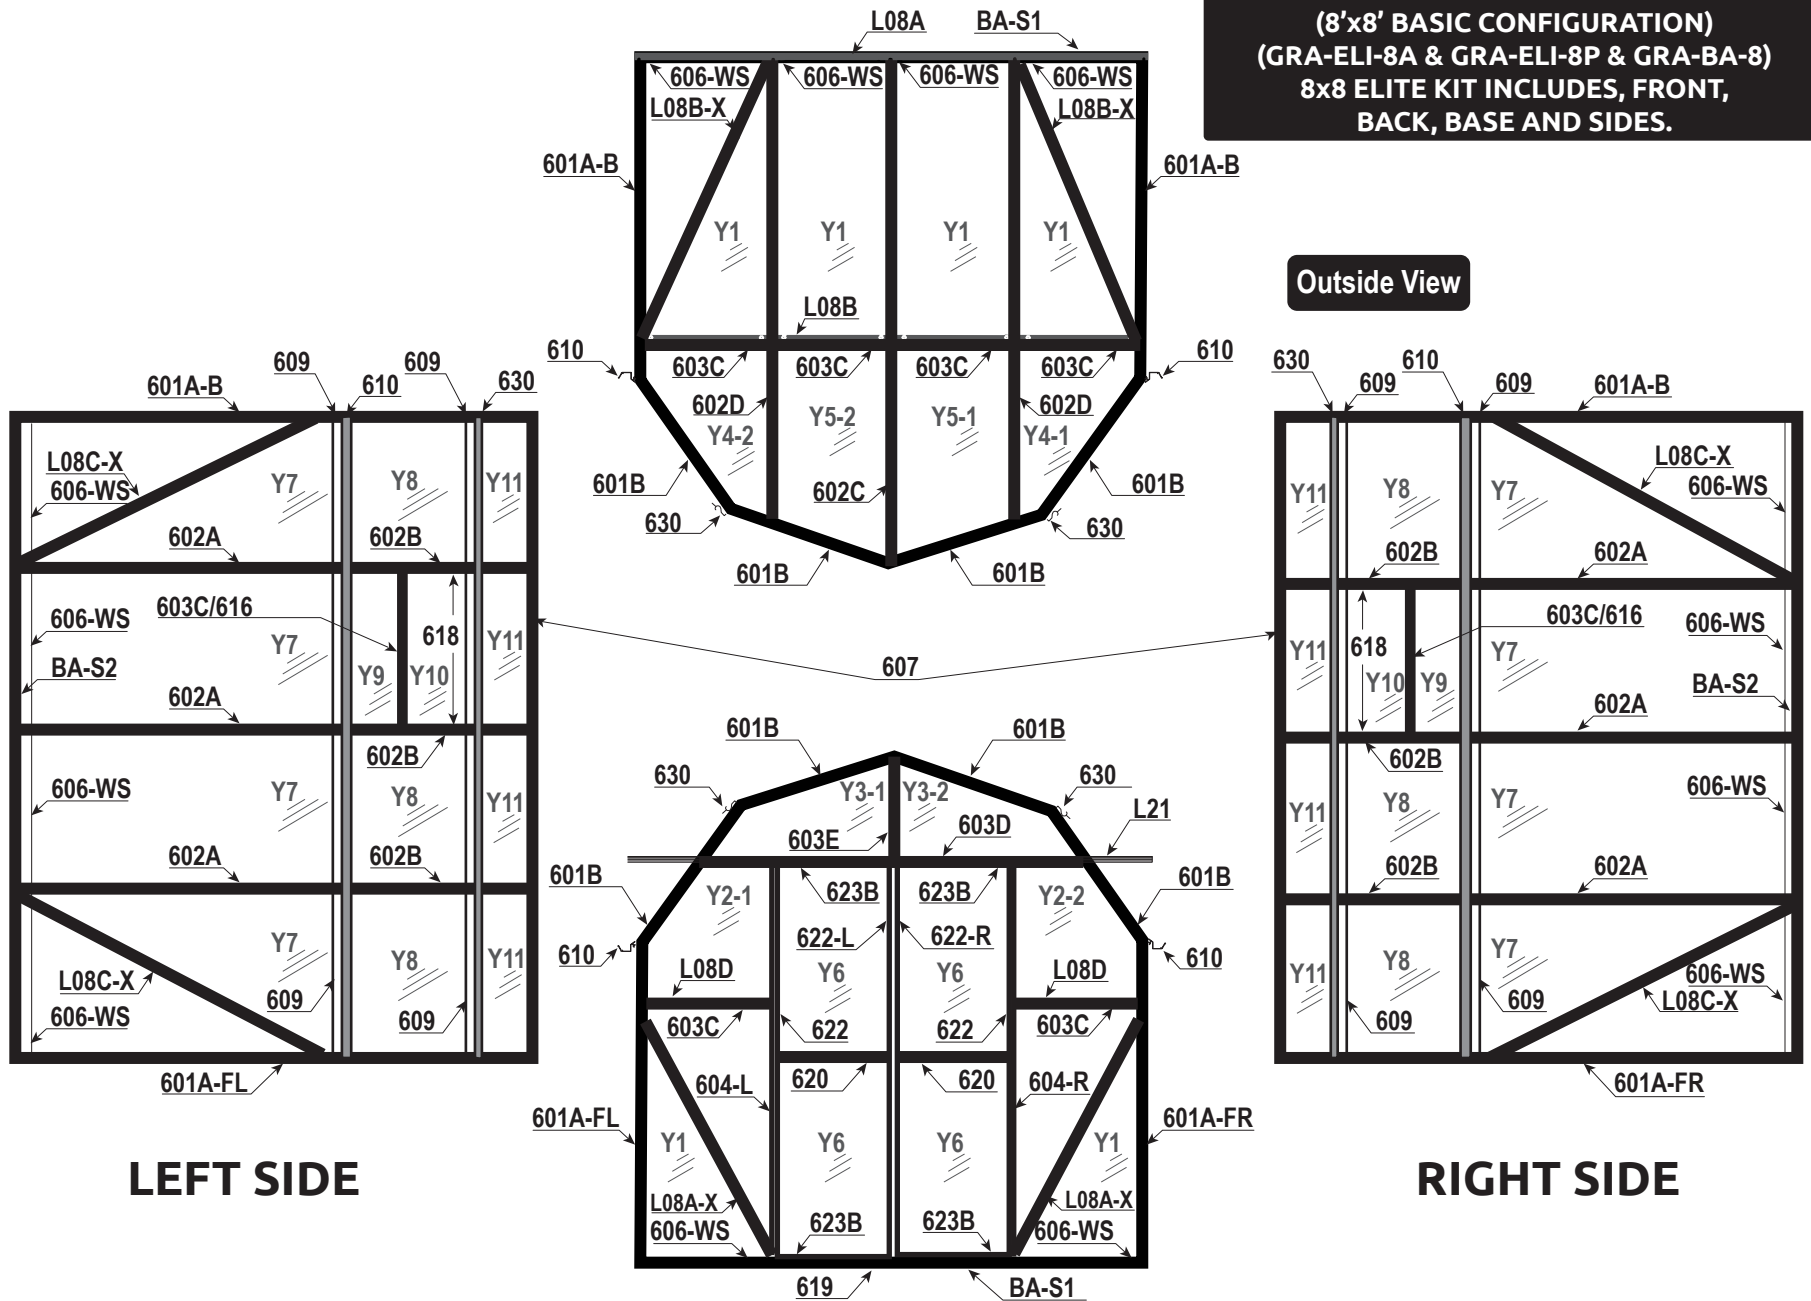 (8’x8’ BASIC CONFIGURATION)
(GRA-ELI-8A & GRA-ELI-8P & GRA-BA-8)
8x8 ELITE KIT INCLUDES, FRONT,
BACK, BASE AND SIDES.
Outside View
L08A BA-S1
606-WS 606-WS 606-WS 606-WS
L08B-X L08B-X
601A-B 601A-B
Y1 Y1 Y1 Y1
L08B
610 610
603C 603C 603C 603C
602D 602D
Y5-2 Y5-1
Y4-2 Y4-1
601B 602C 601B
630 630
601B 601B
609 610 609 630
601A-B
L08C-X
606-WS
Y7 Y8 Y11
602A 602B
603C/616
606-WS
618
Y7 Y9 Y10 Y11
BA-S2
602A
602B
606-WS
Y7 Y8 Y11
602A 602B
Y7 Y8 Y11
L08C-X
609
609
606-WS
601A-FL
LEFT SIDE
607
601B 601B
630 630
Y3-1 Y3-2
L21
603E 603D
601B 601B
Y2-1 623B 623B Y2-2
622-L 622-R
610 610
L08D Y6 Y6 L08D
603C 622 622 603C
620 620
604-L 604-R
601A-FL 601A-FR
Y1 Y6 Y6 Y1
L08A-X L08A-X
606-WS 623B 623B 606-WS
619 BA-S1
630 609 610 609
601A-B
L08C-X
606-WS
Y11 Y8 Y7
602B 602A
603C/616
606-WS
618
Y11 Y10 Y9 Y7
BA-S2
602A
602B
606-WS
Y11 Y8 Y7
602B 602A
Y11 Y8 Y7
606-WS
L08C-X
609
609
601A-FR
RIGHT SIDE